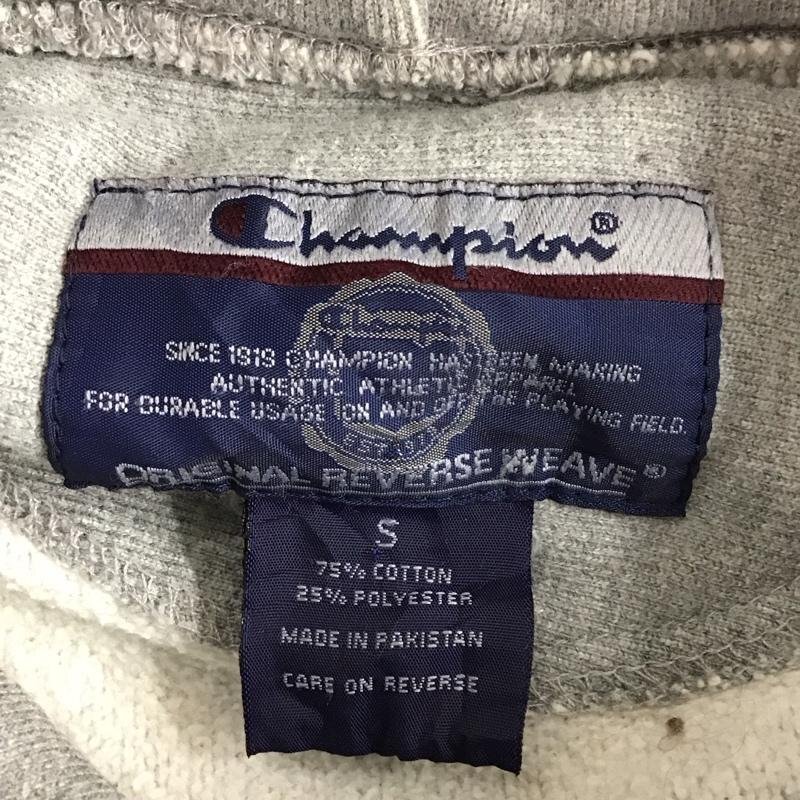 Champion®
SINCE 1919 CHAMPION HAS BEEN MAKING
AUTHENTIC ATHLETIC APPAREL
FOR DURABLE USAGE ON AND OFF THE PLAYING FIELD.
ORIGINAL REVERSE WEAVE®
S
75% COTTON
25% POLYESTER
MADE IN PAKISTAN
CARE ON REVERSE